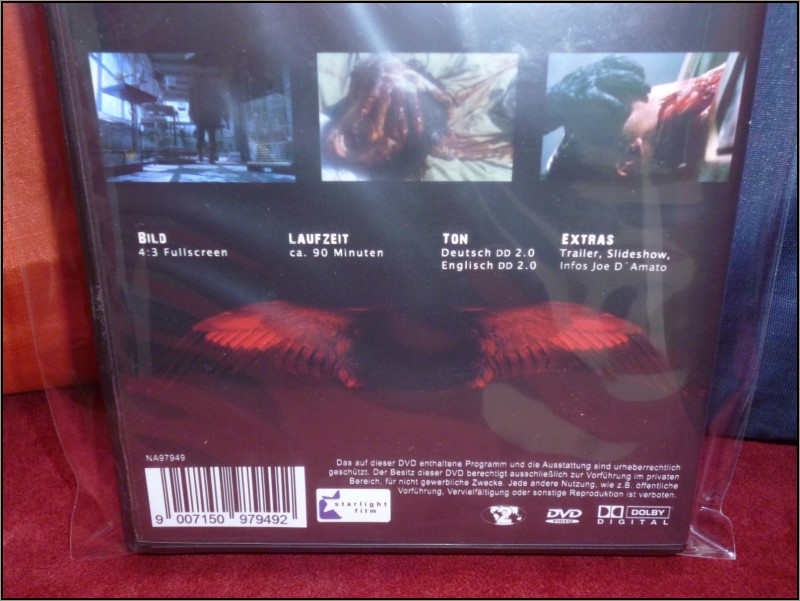 BILD
4:3 Fullscreen
LAUFZEIT
ca. 90 Minuten
TON
Deutsch DD 2.0
Englisch DD 2.0
EXTRAS
Trailer, Slideshow,
Infos Joe D´Amato
NA97949
9 007150 979492
Das auf dieser DVD enthaltene Programm und die Ausstattung sind urheberrechtlich
geschützt. Der Besitz dieser DVD berechtigt ausschließlich zur Vorführung im privaten
Bereich, für nicht gewerbliche Zwecke. Jede andere Nutzung, wie z.B. öffentliche
Vorführung, Vervielfältigung oder sonstige Reproduktion ist verboten.
starlight
film
2
DVD
VIDEO
DOLBY
DIGITAL